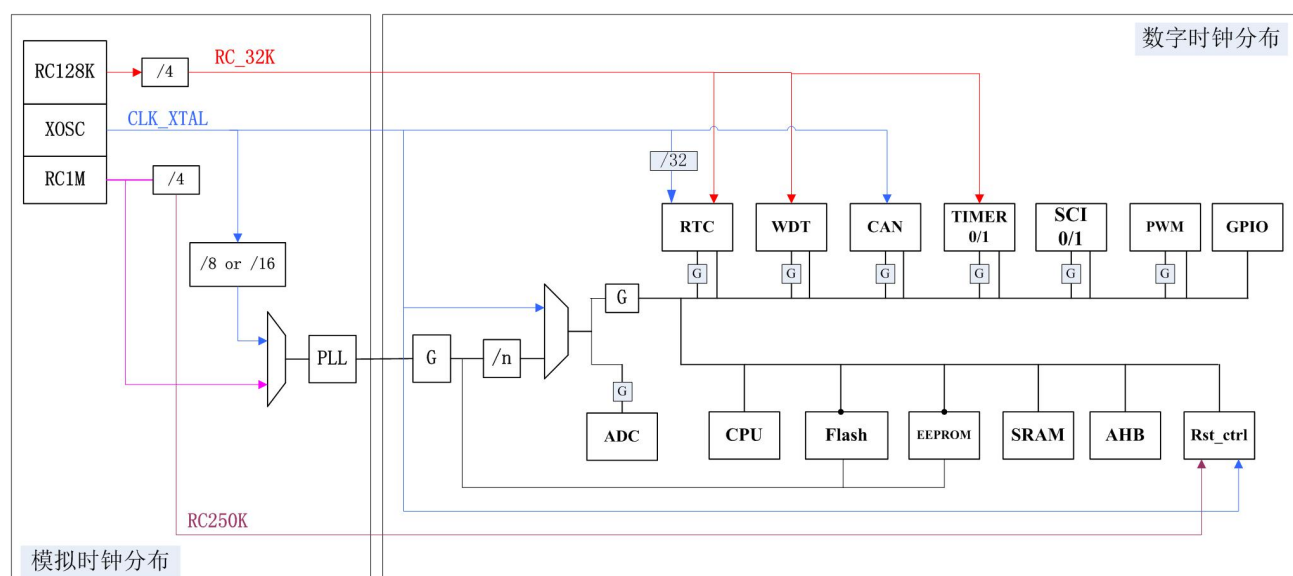 数字时钟分布
RC128K
/4
RC_32K
XOSC
CLK_XTAL
RC1M
/4
/32
RTC
WDT
CAN
TIMER
0/1
SCI
0/1
PWM
GPIO
/8 or /16
G
G
G
G
G
G
G
PLL
G
/n
G
ADC
CPU
Flash
EEPROM
SRAM
AHB
Rst_ctrl
RC250K
模拟时钟分布